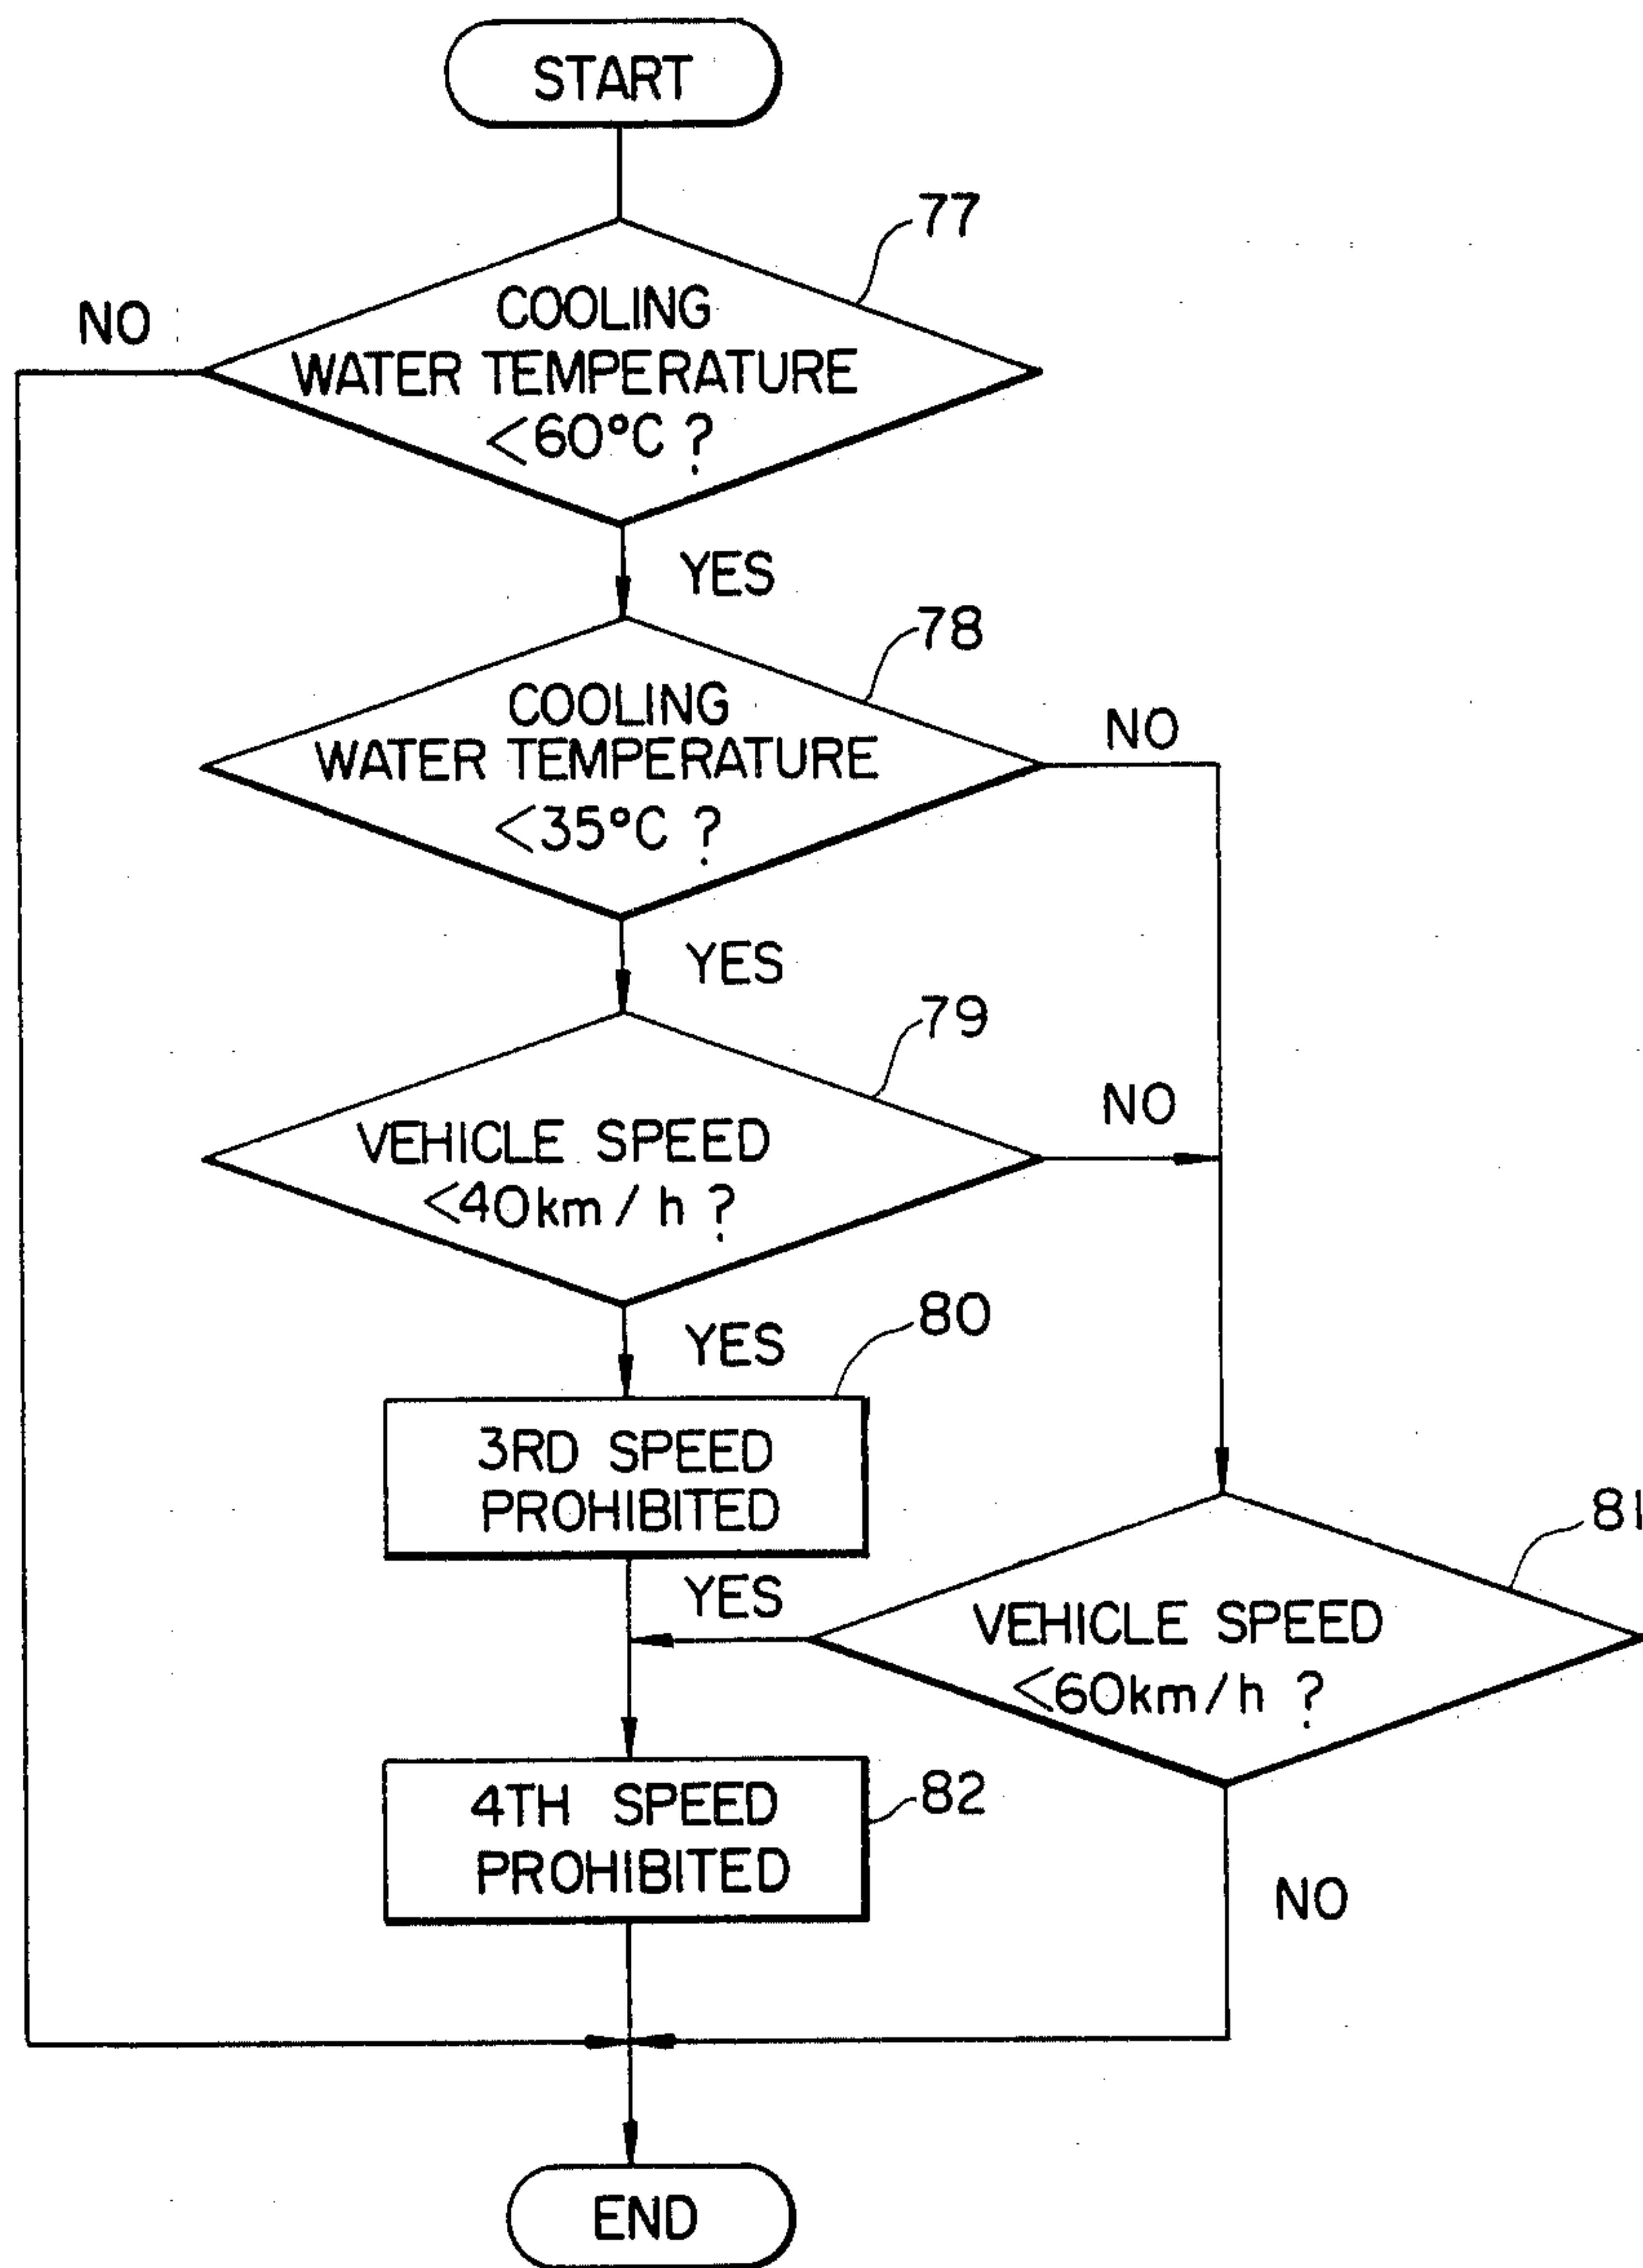 START
77
NO
COOLING
WATER TEMPERATURE
<60°C ?
YES
78
COOLING
WATER TEMPERATURE
<35°C ?
NO
YES
79
VEHICLE SPEED
<40km/h ?
NO
YES
80
3RD SPEED
PROHIBITED
YES
81
VEHICLE SPEED
<60km/h ?
4TH SPEED
PROHIBITED
82
NO
END